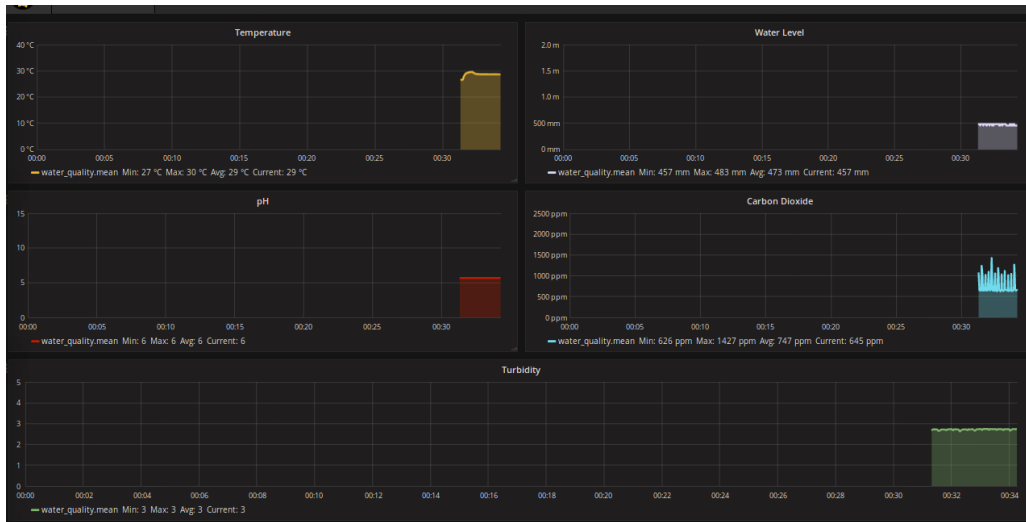 Temperature
40 °C
30 °C
20 °C
10 °C
0 °C
00:00 00:05 00:10 00:15 00:20 00:25 00:30
water_quality.mean Min: 27 °C Max: 30 °C Avg: 29 °C Current: 29 °C
Water Level
2.0 m
1.5 m
1.0 m
500 mm
0 mm
00:00 00:05 00:10 00:15 00:20 00:25 00:30
water_quality.mean Min: 457 mm Max: 483 mm Avg: 473 mm Current: 457 mm
pH
15
10
5
0
00:00 00:05 00:10 00:15 00:20 00:25 00:30
water_quality.mean Min: 6 Max: 6 Avg: 6 Current: 6
Carbon Dioxide
2500 ppm
2000 ppm
1500 ppm
1000 ppm
500 ppm
0 ppm
00:00 00:05 00:10 00:15 00:20 00:25 00:30
water_quality.mean Min: 626 ppm Max: 1427 ppm Avg: 747 ppm Current: 645 ppm
Turbidity
5
4
3
2
1
0
00:00 00:02 00:04 00:06 00:08 00:10 00:12 00:14 00:16 00:18 00:20 00:22 00:24 00:26 00:28 00:30 00:32 00:34
water_quality.mean Min: 3 Max: 3 Avg: 3 Current: 3